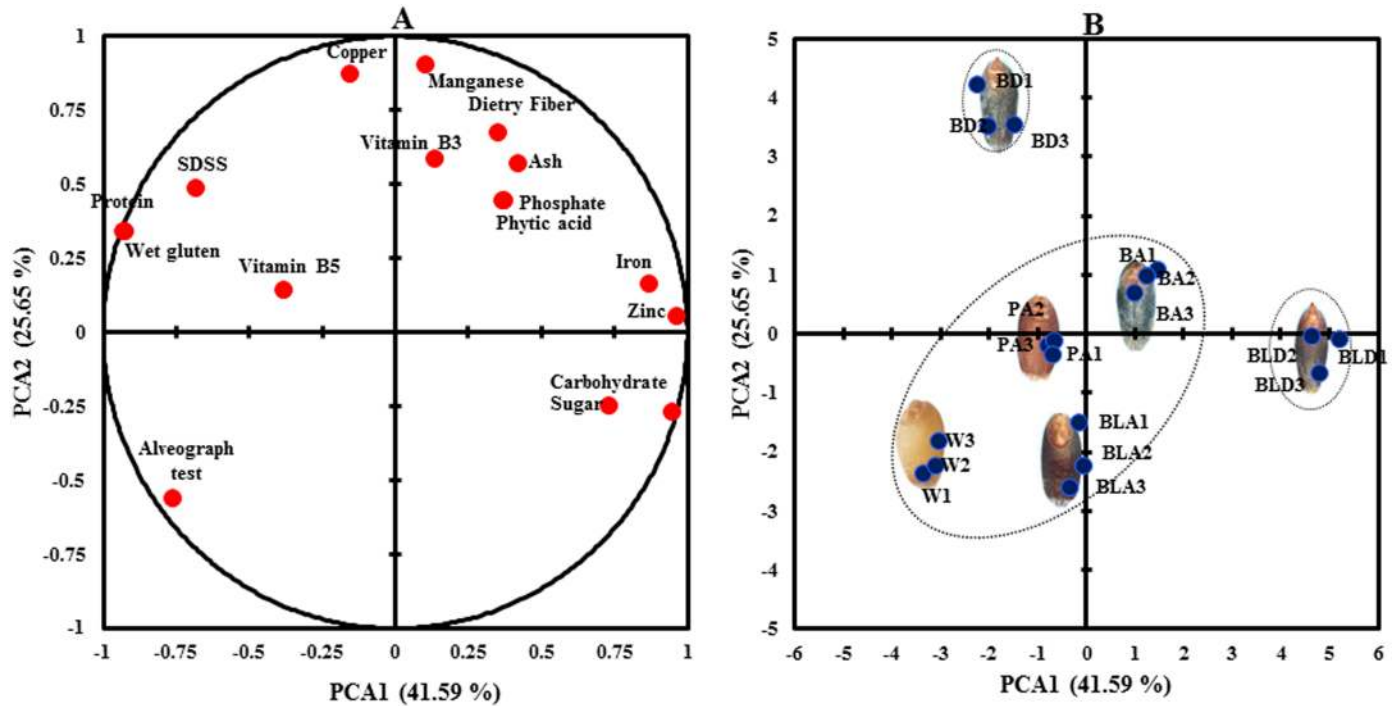 A
1
0.75
0.5
0.25
0
-0.25
-0.5
-0.75
-1
-1
-0.75
-0.5
-0.25
0
0.25
0.5
0.75
1
PCA2 (25.65 %)
PCA1 (41.59 %)
Copper
Manganese
Dietry Fiber
Vitamin B3
Ash
SDSS
Phosphate
Protein
Phytic acid
Wet gluten
Vitamin B5
Iron
Zinc
Carbohydrate
Sugar
Alveograph
test
B
5
4
3
2
1
0
-1
-2
-3
-4
-5
-6
-5
-4
-3
-2
-1
0
1
2
3
4
5
6
PCA2 (25.65 %)
PCA1 (41.59 %)
BD1
BD2
BD3
BA1
BA2
BA3
PA2
PA3
PA1
BLD2
BLD1
BLD3
BLA1
W3
BLA2
W2
W1
BLA3